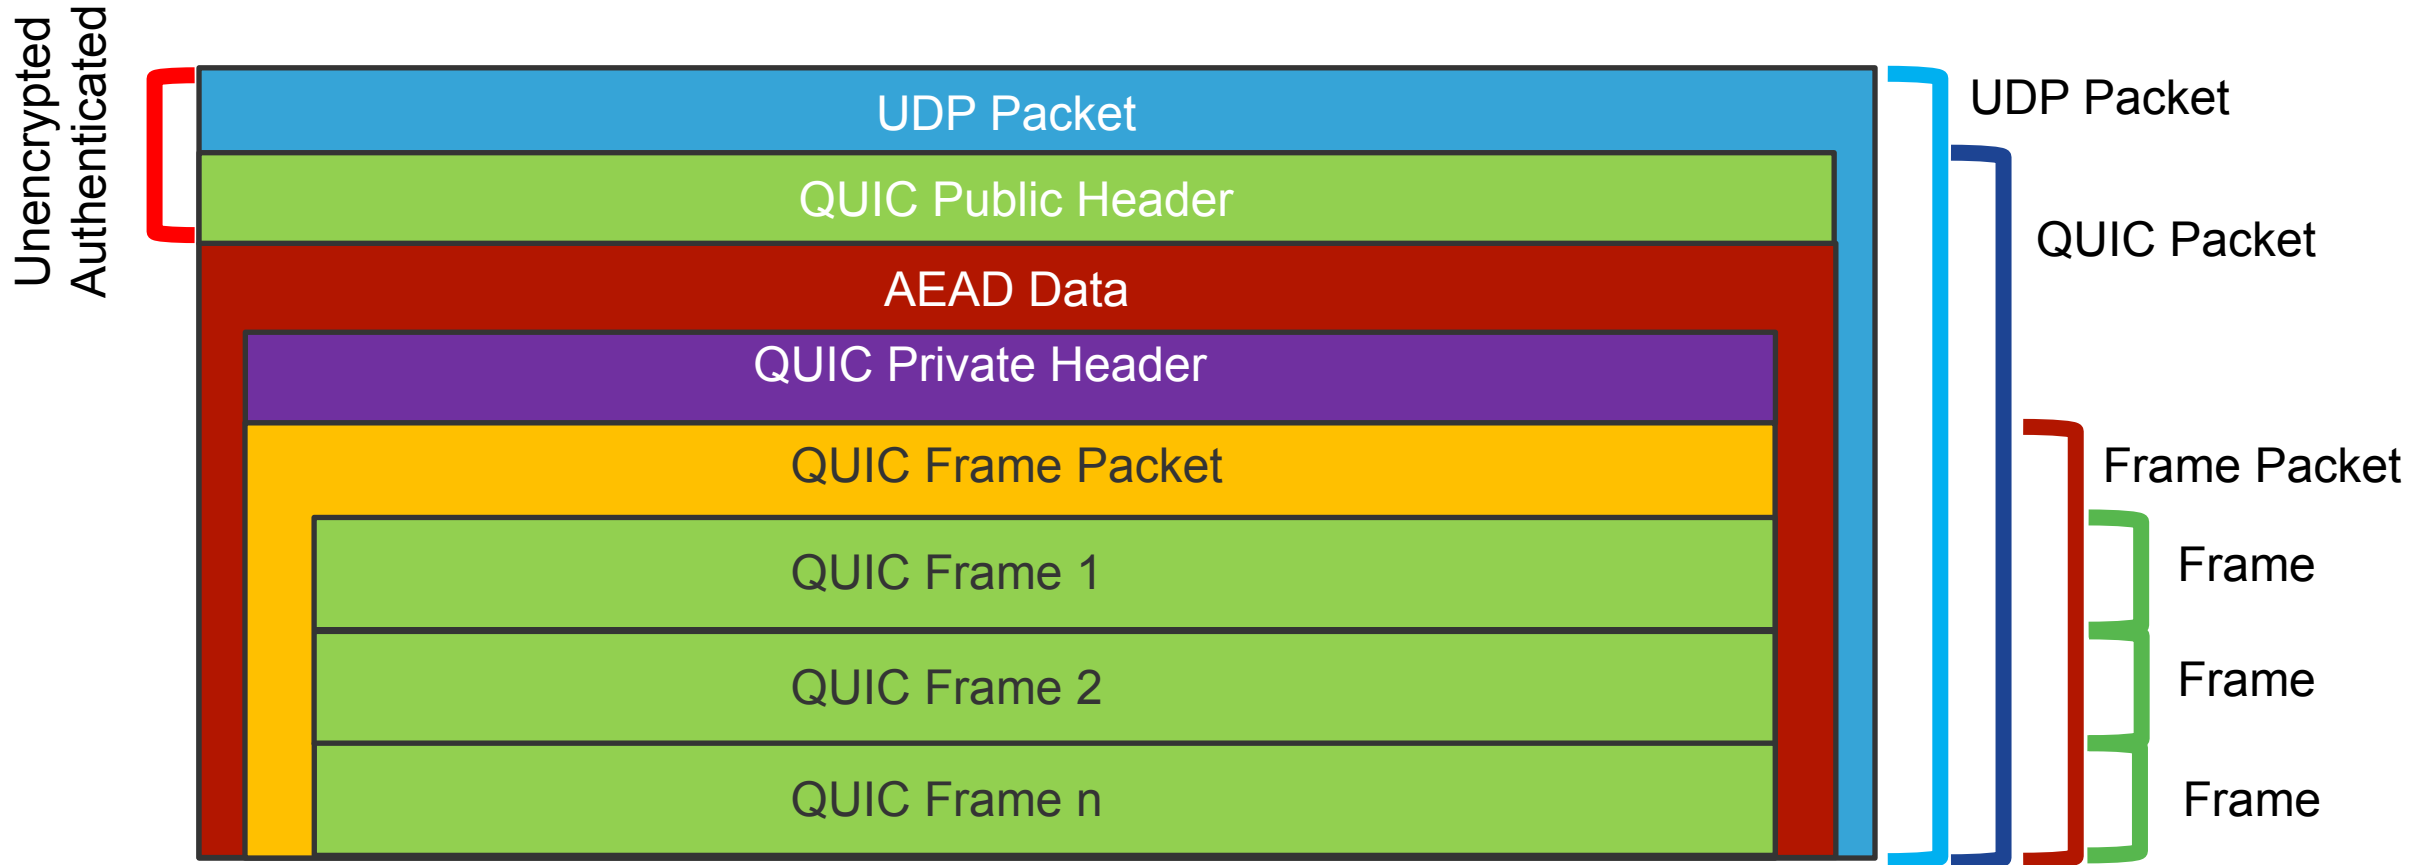 Unencrypted
Authenticated
UDP Packet
QUIC Public Header
AEAD Data
QUIC Private Header
QUIC Frame Packet
QUIC Frame 1
QUIC Frame 2
QUIC Frame n
UDP Packet
QUIC Packet
Frame Packet
Frame
Frame
Frame